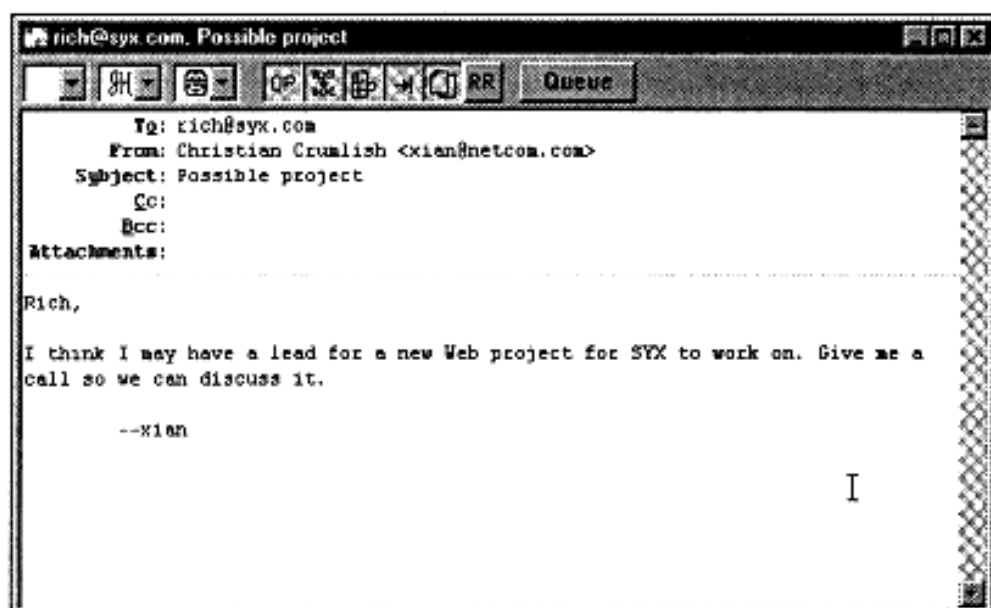 rich@syx.com, Possible project
QP RR Queue
To: rich@syx.com
From: Christian Crumlish <xian@netcom.com>
Subject: Possible project
Cc:
Bcc:
Attachments:
Rich,
I think I may have a lead for a new Web project for SYX to work on. Give me a
call so we can discuss it.
--xian